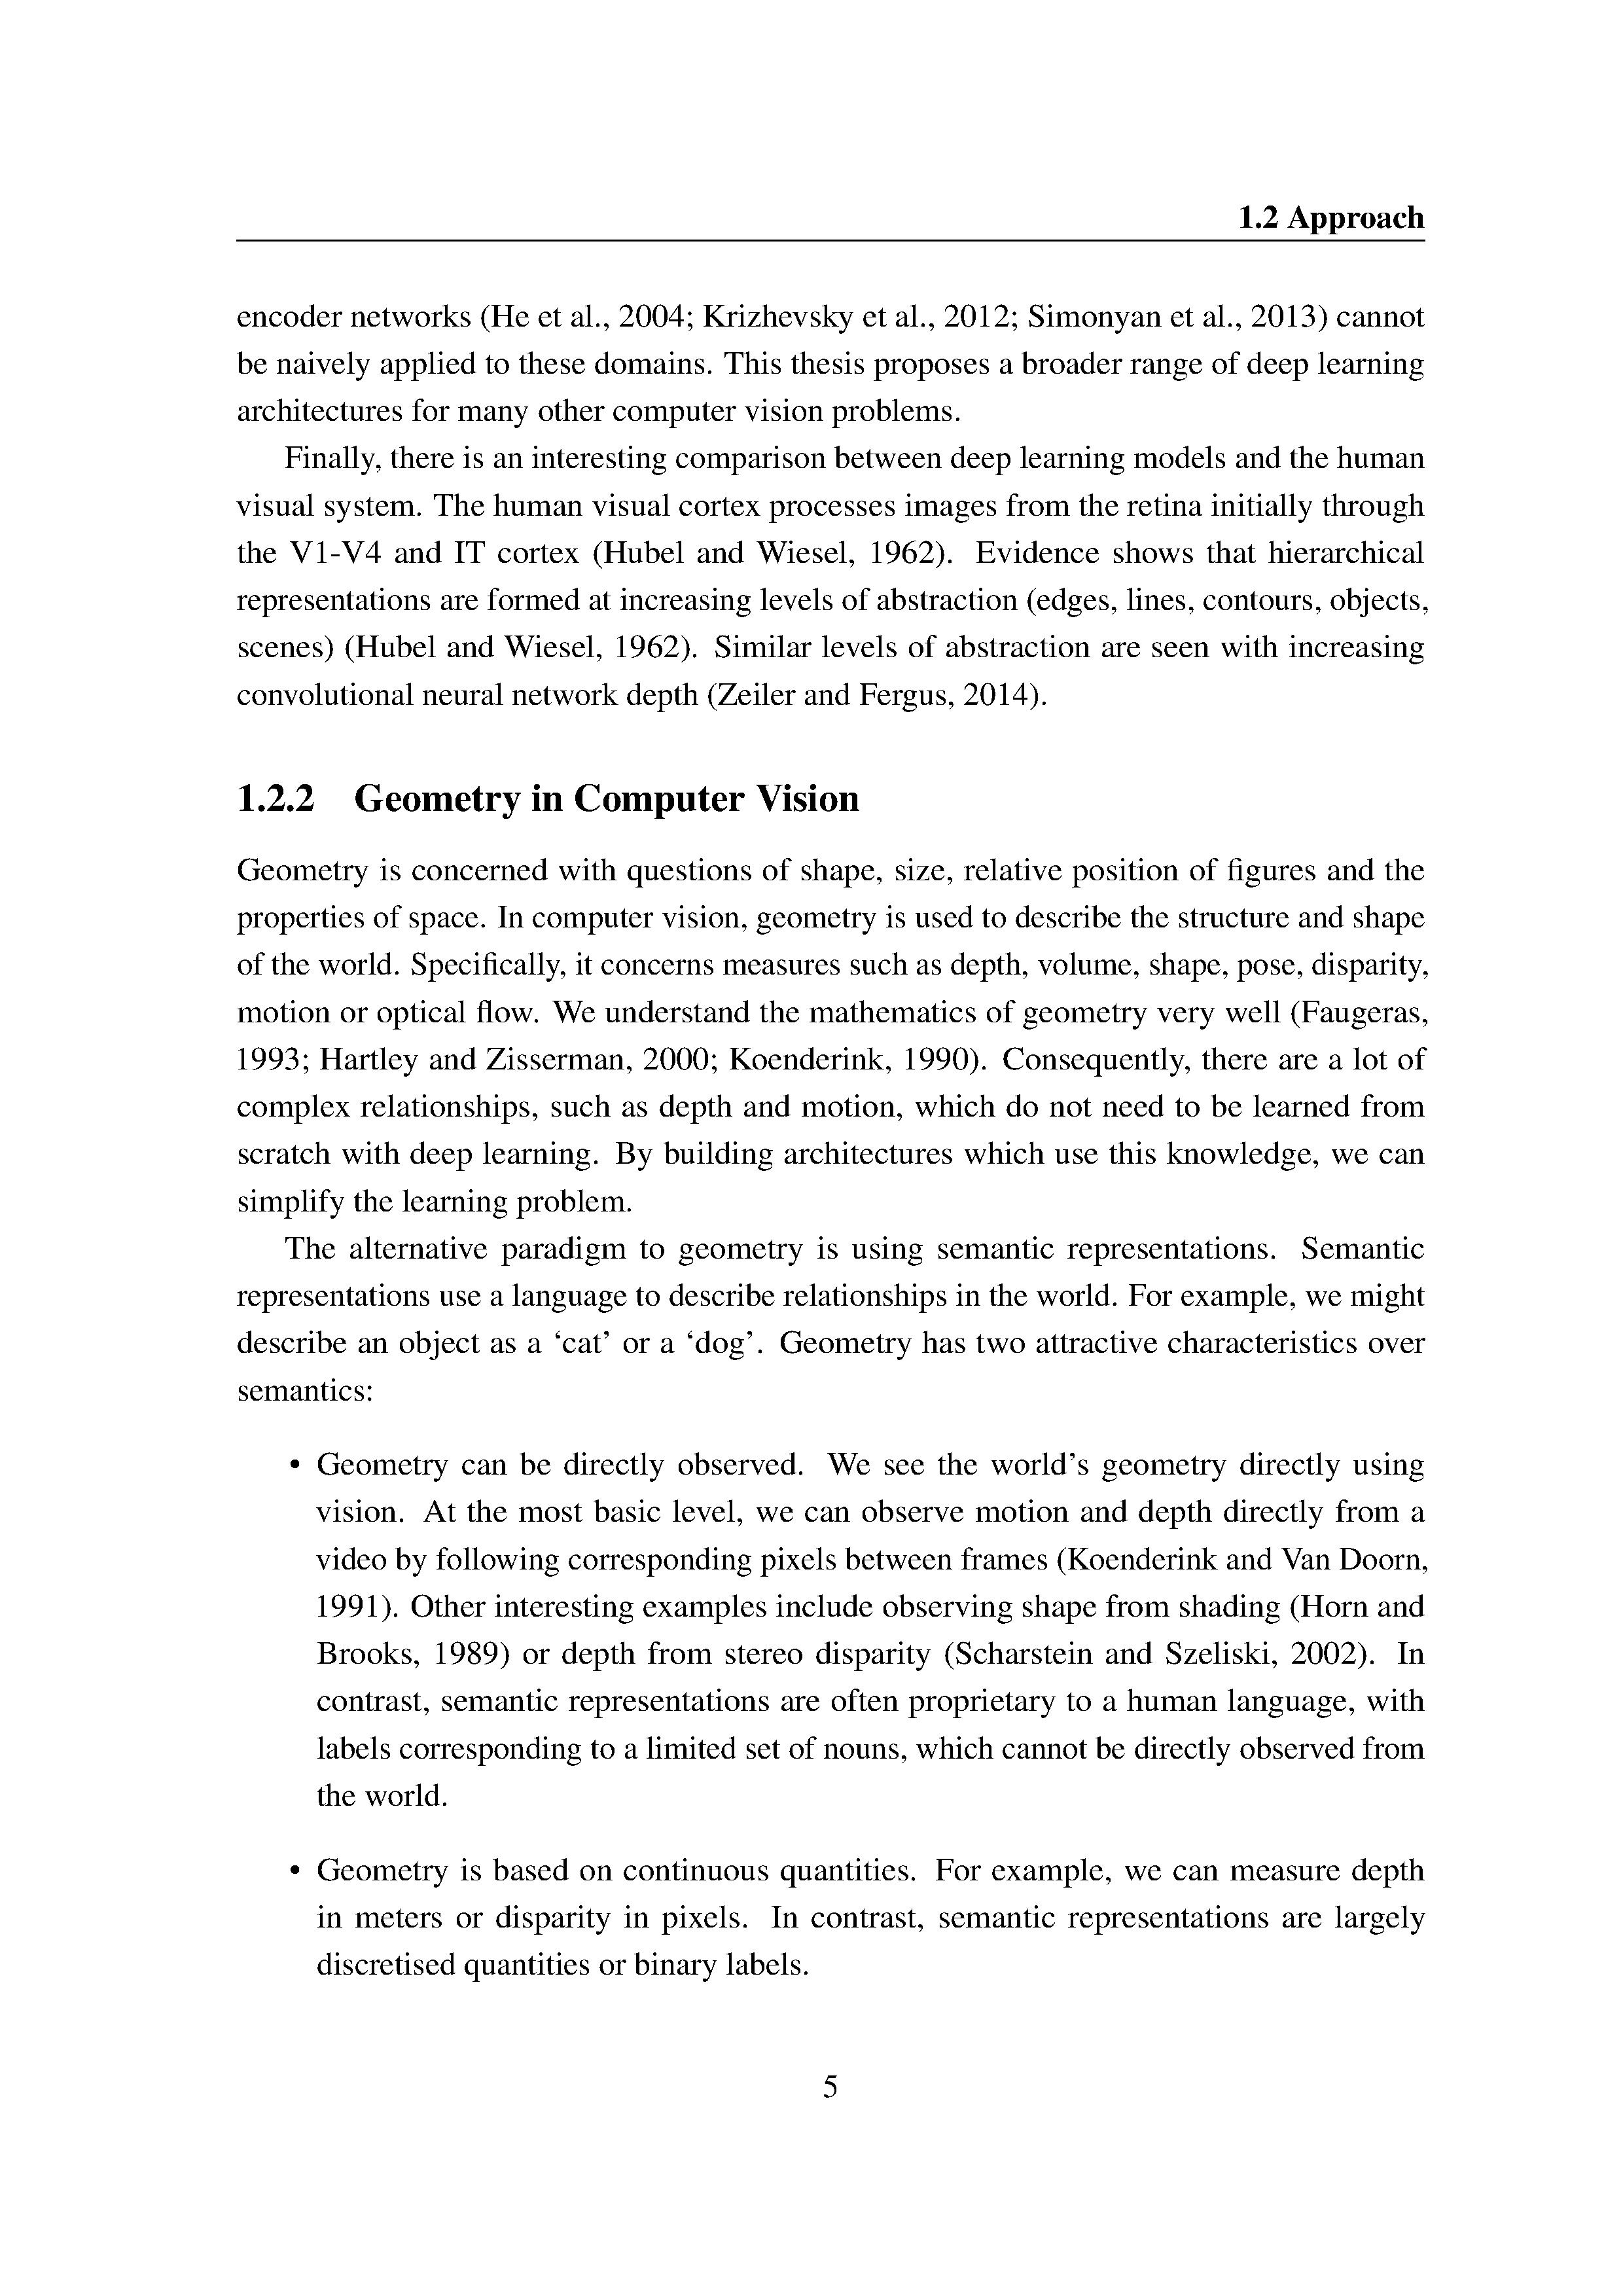 1.2 Approach
encoder networks (He et al., 2004; Krizhevsky et al., 2012; Simonyan et al., 2013) cannot
be naively applied to these domains. This thesis proposes a broader range of deep learning
architectures for many other computer vision problems.
Finally, there is an interesting comparison between deep learning models and the human
visual system. The human visual cortex processes images from the retina initially through
the V1-V4 and IT cortex (Hubel and Wiesel, 1962). Evidence shows that hierarchical
representations are formed at increasing levels of abstraction (edges, lines, contours, objects,
scenes) (Hubel and Wiesel, 1962). Similar levels of abstraction are seen with increasing
convolutional neural network depth (Zeiler and Fergus, 2014).
1.2.2 Geometry in Computer Vision
Geometry is concerned with questions of shape, size, relative position of figures and the
properties of space. In computer vision, geometry is used to describe the structure and shape
of the world. Specifically, it concerns measures such as depth, volume, shape, pose, disparity,
motion or optical flow. We understand the mathematics of geometry very well (Faugeras,
1993; Hartley and Zisserman, 2000; Koenderink, 1990). Consequently, there are a lot of
complex relationships, such as depth and motion, which do not need to be learned from
scratch with deep learning. By building architectures which use this knowledge, we can
simplify the learning problem.
The alternative paradigm to geometry is using semantic representations. Semantic
representations use a language to describe relationships in the world. For example, we might
describe an object as a ‘cat’ or a ‘dog’. Geometry has two attractive characteristics over
semantics:
• Geometry can be directly observed. We see the world’s geometry directly using
vision. At the most basic level, we can observe motion and depth directly from a
video by following corresponding pixels between frames (Koenderink and Van Doorn,
1991). Other interesting examples include observing shape from shading (Horn and
Brooks, 1989) or depth from stereo disparity (Scharstein and Szeliski, 2002). In
contrast, semantic representations are often proprietary to a human language, with
labels corresponding to a limited set of nouns, which cannot be directly observed from
the world.
• Geometry is based on continuous quantities. For example, we can measure depth
in meters or disparity in pixels. In contrast, semantic representations are largely
discretised quantities or binary labels.
5